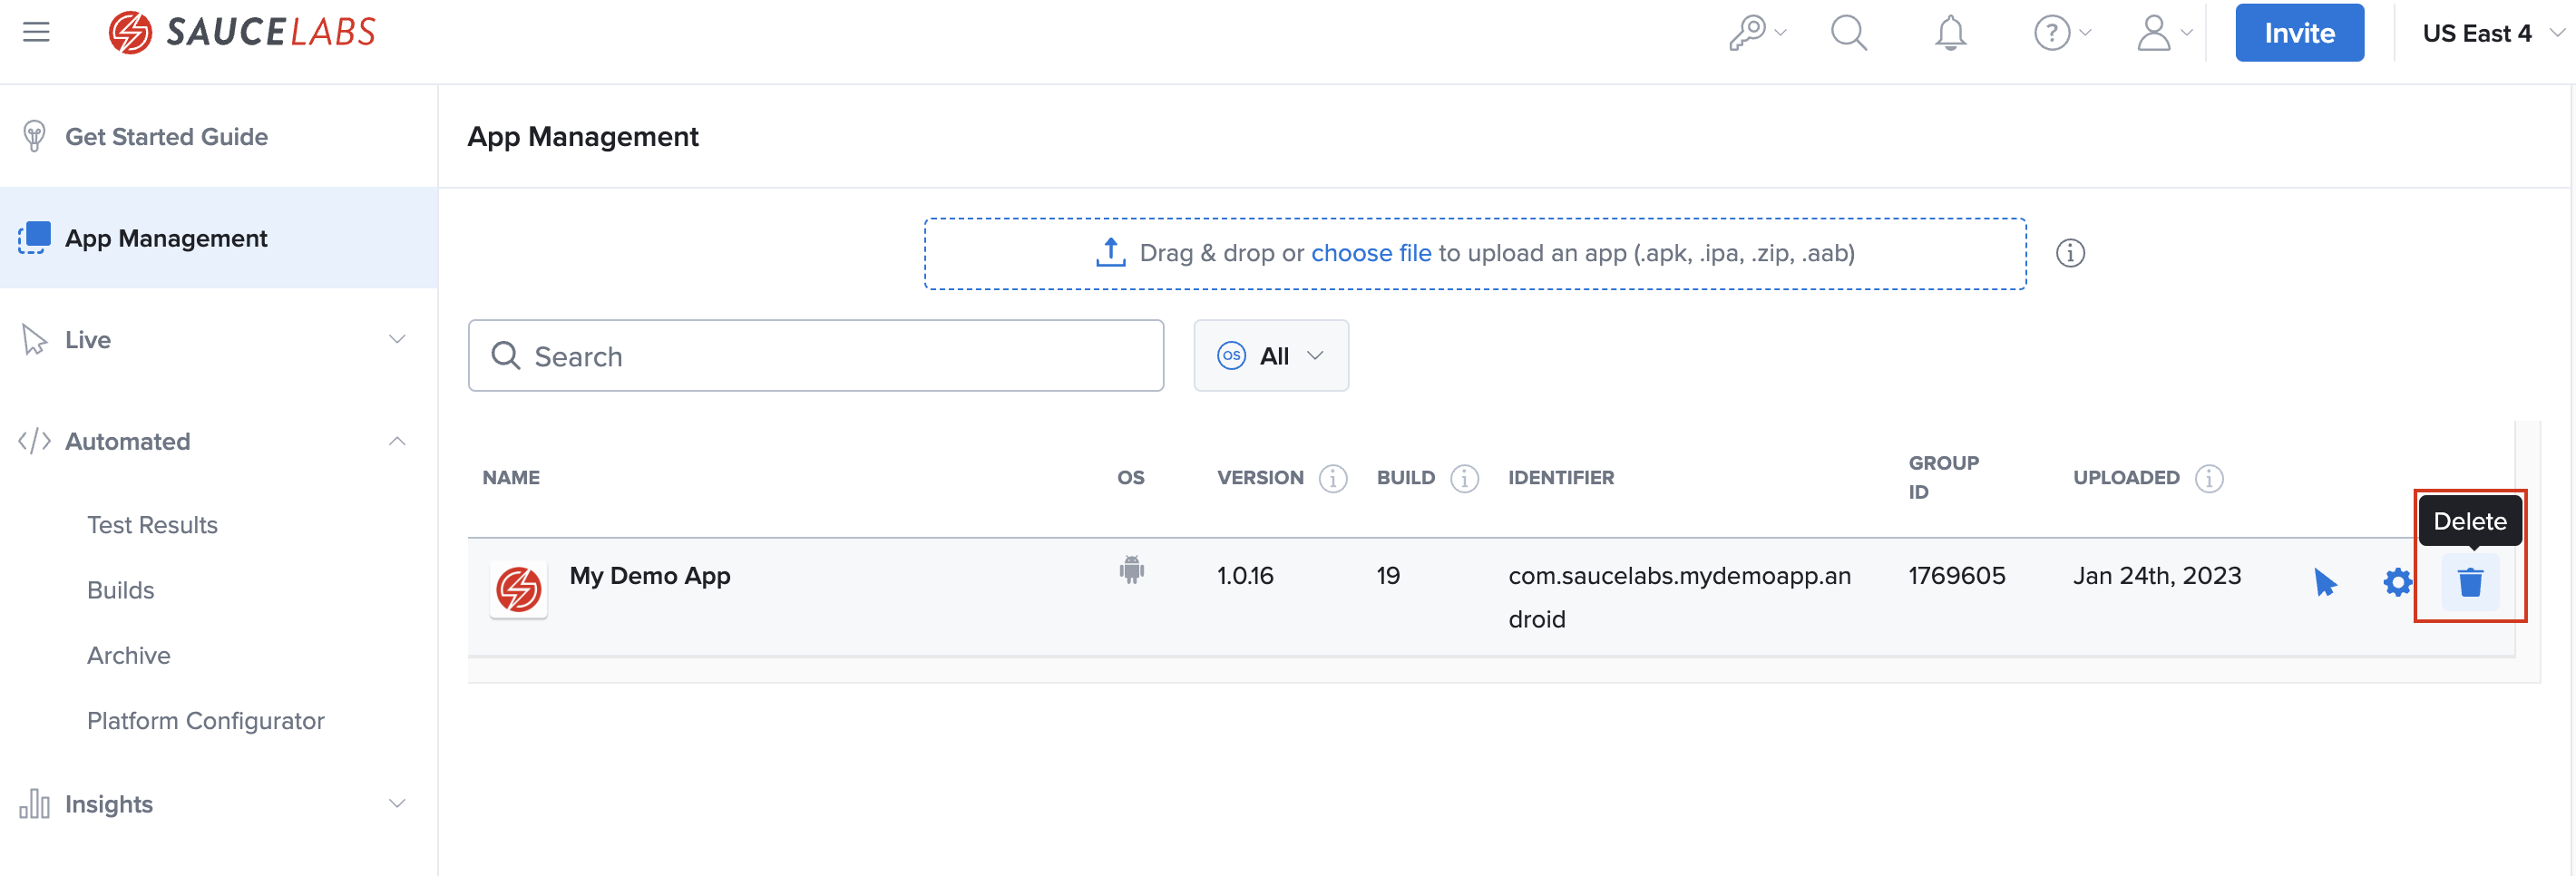 SAUCELABS
?
Invite
US East 4
Get Started Guide
App Management
Live
Automated
Test Results
Builds
Archive
Platform Configurator
Insights
App Management
Drag & drop or choose file to upload an app (.apk, .ipa, .zip, .aab)
i
Search
OS All
NAME
OS
VERSION i
BUILD i
IDENTIFIER
GROUP
ID
UPLOADED i
Delete
My Demo App
1.0.16
19
com.saucelabs.mydemoapp.an
droid
1769605
Jan 24th, 2023